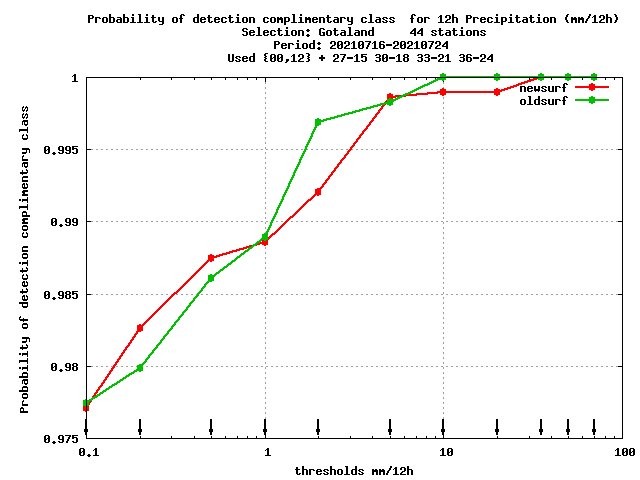 Probability of detection complimentary class  for 12h Precipitation (mm/12h)
Selection: Gotaland     44 stations
Period: 20210716-20210724
Used {00,12} + 27-15 30-18 33-21 36-24
Probability of detection complimentary class
1
0.995
0.99
0.985
0.98
0.975
newsurf
oldsurf
0.1 1 10 100
thresholds mm/12h